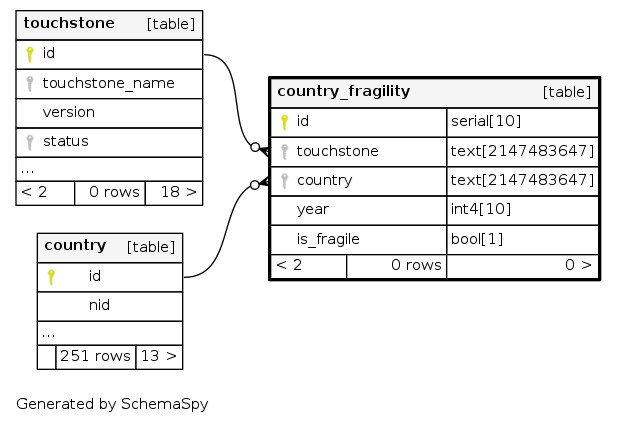 touchstone [table]
id
touchstone_name
version
status
...
< 2 0 rows 18 >
country_fragility [table]
id serial[10]
touchstone text[2147483647]
country text[2147483647]
year int4[10]
is_fragile bool[1]
< 2 0 rows 0 >
country [table]
id
nid
...
251 rows 13 >
Generated by SchemaSpy